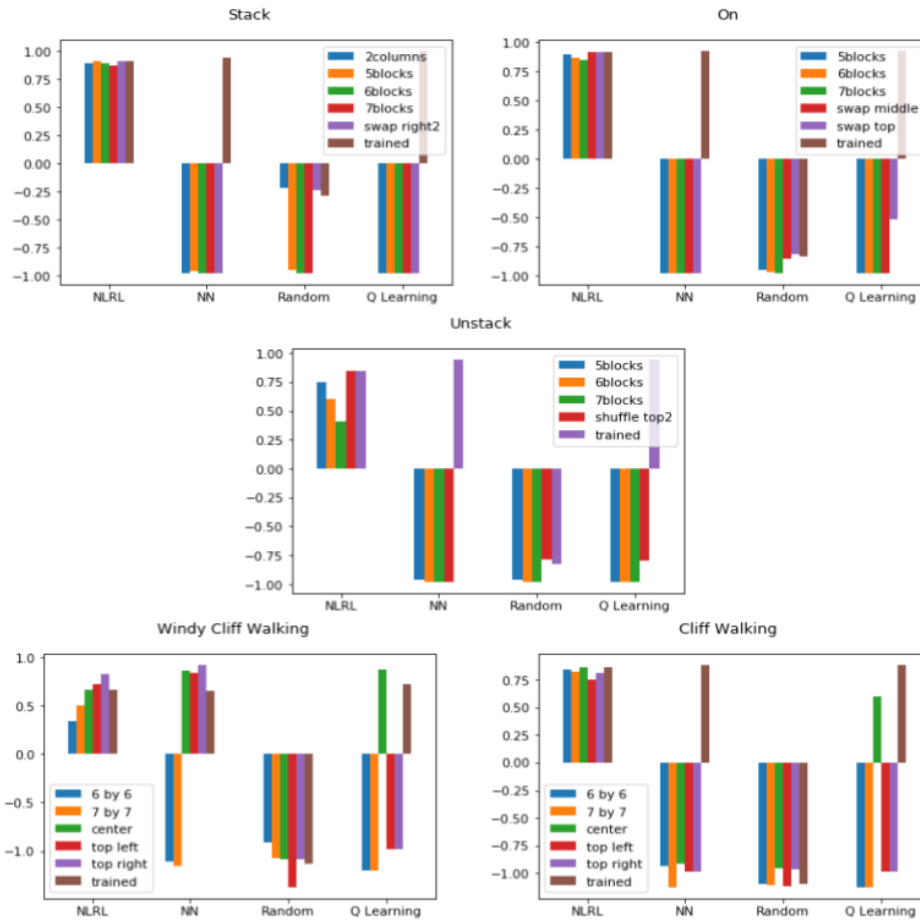 Stack
1.00
0.75
0.50
0.25
0.00
−0.25
−0.50
−0.75
−1.00
2columns
5blocks
6blocks
7blocks
swap right2
trained
NLRL NN Random Q Learning
On
1.00
0.75
0.50
0.25
0.00
−0.25
−0.50
−0.75
−1.00
5blocks
6blocks
7blocks
swap middle
swap top
trained
NLRL NN Random Q Learning
Unstack
1.00
0.75
0.50
0.25
0.00
−0.25
−0.50
−0.75
−1.00
5blocks
6blocks
7blocks
shuffle top2
trained
NLRL NN Random Q Learning
Windy Cliff Walking
1.0
0.5
0.0
−0.5
−1.0
6 by 6
7 by 7
center
top left
top right
trained
NLRL NN Random Q Learning
Cliff Walking
0.75
0.50
0.25
0.00
−0.25
−0.50
−0.75
−1.00
6 by 6
7 by 7
center
top left
top right
trained
NLRL NN Random Q Learning